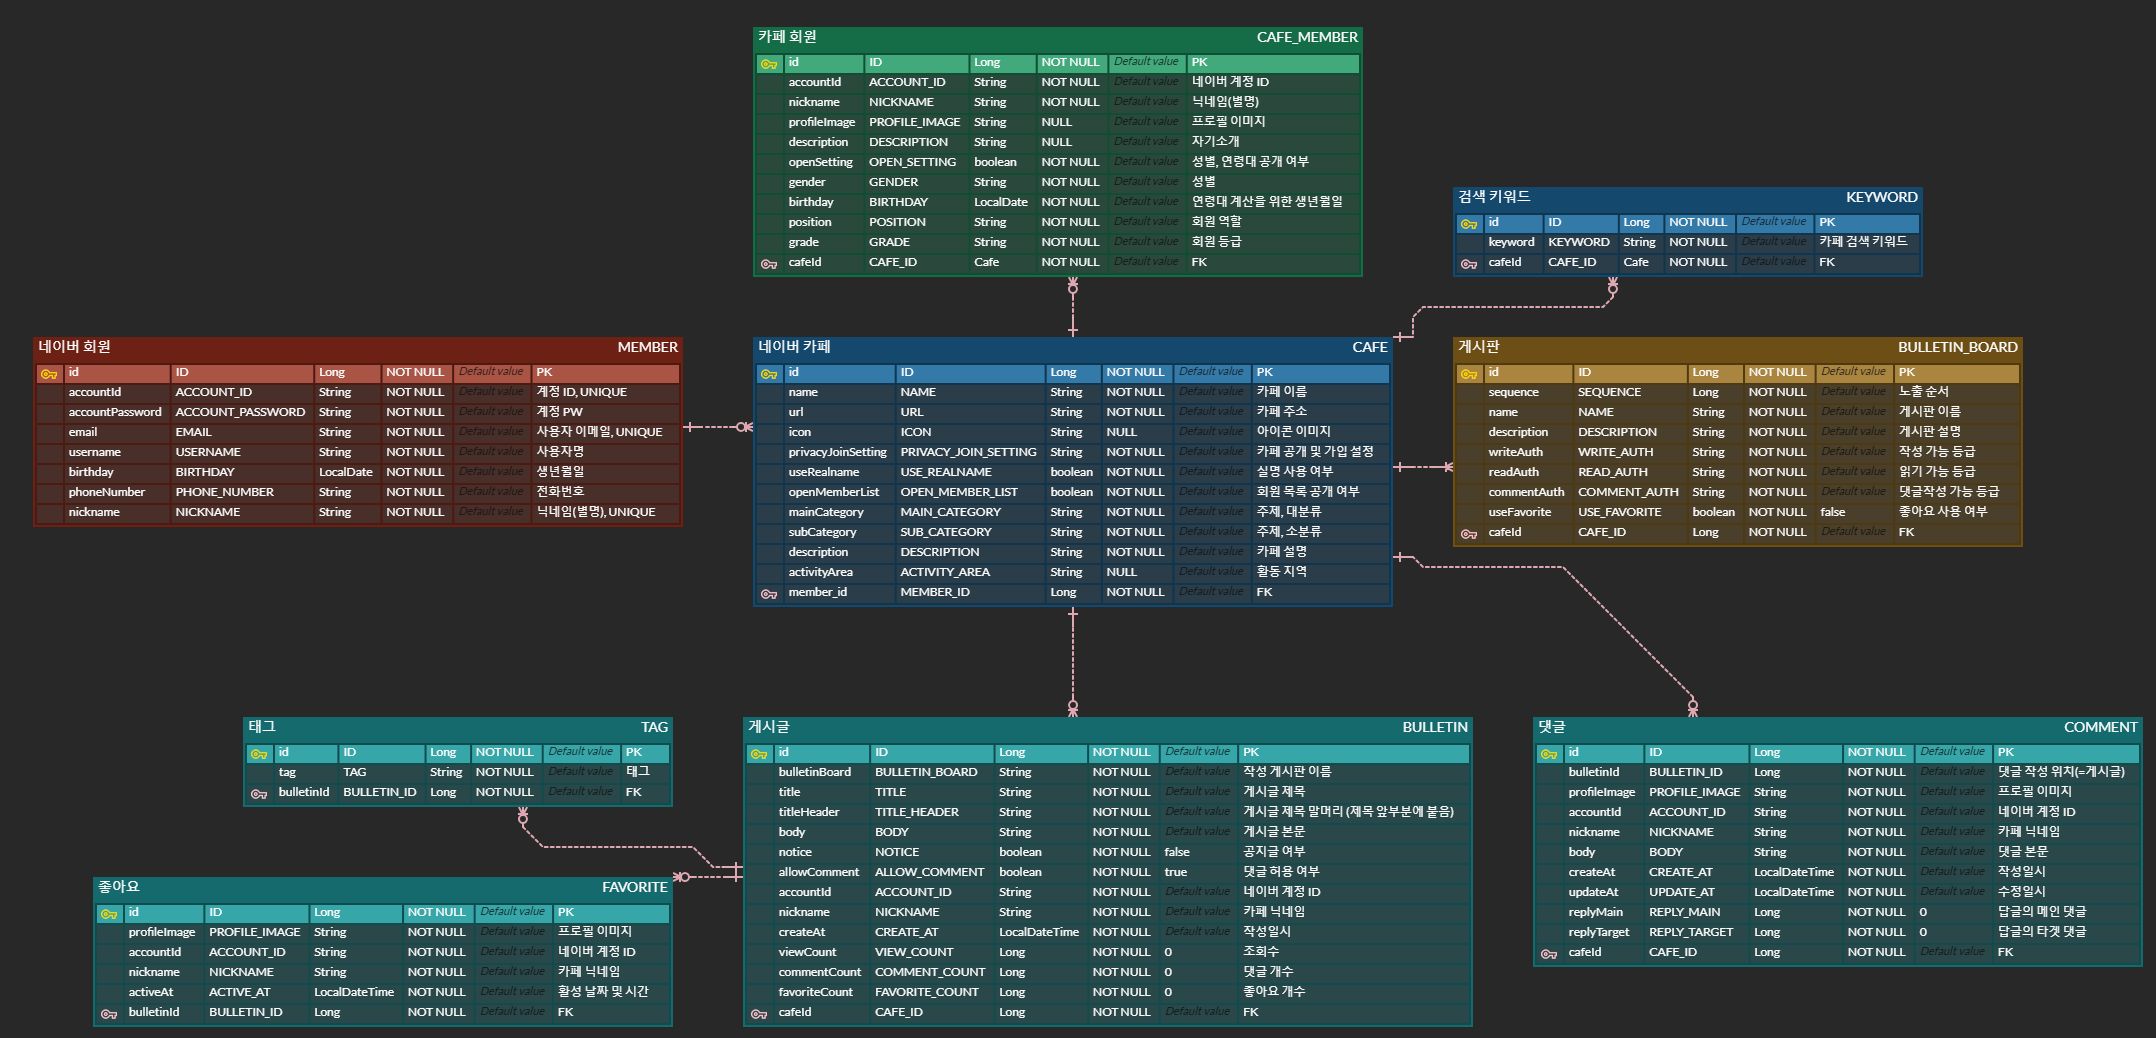 카페 회원 CAFE_MEMBER
id ID Long NOT NULL Default value PK
accountId ACCOUNT_ID String NOT NULL Default value 네이버 계정 ID
nickname NICKNAME String NOT NULL Default value 닉네임(별명)
profileImage PROFILE_IMAGE String NULL Default value 프로필 이미지
description DESCRIPTION String NULL Default value 자기소개
openSetting OPEN_SETTING boolean NOT NULL Default value 성별, 연령대 공개 여부
gender GENDER String NOT NULL Default value 성별
birthday BIRTHDAY LocalDate NOT NULL Default value 연령대 계산을 위한 생년월일
position POSITION String NOT NULL Default value 회원 역할
grade GRADE String NOT NULL Default value 회원 등급
cafeId CAFE_ID Cafe NOT NULL Default value FK
검색 키워드 KEYWORD
id ID Long NOT NULL Default value PK
keyword KEYWORD String NOT NULL Default value 카페 검색 키워드
cafeId CAFE_ID Cafe NOT NULL Default value FK
네이버 회원 MEMBER
id ID Long NOT NULL Default value PK
accountId ACCOUNT_ID String NOT NULL Default value 계정 ID, UNIQUE
accountPassword ACCOUNT_PASSWORD String NOT NULL Default value 계정 PW
email EMAIL String NOT NULL Default value 사용자 이메일, UNIQUE
username USERNAME String NOT NULL Default value 사용자명
birthday BIRTHDAY LocalDate NOT NULL Default value 생년월일
phoneNumber PHONE_NUMBER String NOT NULL Default value 전화번호
nickname NICKNAME String NOT NULL Default value 닉네임(별명), UNIQUE
네이버 카페 CAFE
id ID Long NOT NULL Default value PK
name NAME String NOT NULL Default value 카페 이름
url URL String NOT NULL Default value 카페 주소
icon ICON String NULL Default value 아이콘 이미지
privacyJoinSetting PRIVACY_JOIN_SETTING String NOT NULL Default value 카페 공개 및 가입 설정
useRealname USE_REALNAME boolean NOT NULL Default value 실명 사용 여부
openMemberList OPEN_MEMBER_LIST boolean NOT NULL Default value 회원 목록 공개 여부
mainCategory MAIN_CATEGORY String NOT NULL Default value 주제, 대분류
subCategory SUB_CATEGORY String NOT NULL Default value 주제, 소분류
description DESCRIPTION String NOT NULL Default value 카페 설명
activityArea ACTIVITY_AREA String NULL Default value 활동 지역
member_id MEMBER_ID Long NOT NULL Default value FK
게시판 BULLETIN_BOARD
id ID Long NOT NULL Default value PK
sequence SEQUENCE Long NOT NULL Default value 노출 순서
name NAME String NOT NULL Default value 게시판 이름
description DESCRIPTION String NOT NULL Default value 게시판 설명
writeAuth WRITE_AUTH String NOT NULL Default value 작성 가능 등급
readAuth READ_AUTH String NOT NULL Default value 읽기 가능 등급
commentAuth COMMENT_AUTH String NOT NULL Default value 댓글작성 가능 등급
useFavorite USE_FAVORITE boolean NOT NULL false 좋아요 사용 여부
cafeId CAFE_ID Long NOT NULL Default value FK
태그 TAG
id ID Long NOT NULL Default value PK
tag TAG String NOT NULL Default value 태그
bulletinId BULLETIN_ID Long NOT NULL Default value FK
좋아요 FAVORITE
id ID Long NOT NULL Default value PK
profileImage PROFILE_IMAGE String NOT NULL Default value 프로필 이미지
accountId ACCOUNT_ID String NOT NULL Default value 네이버 계정 ID
nickname NICKNAME String NOT NULL Default value 카페 닉네임
activeAt ACTIVE_AT LocalDateTime NOT NULL Default value 활성 날짜 및 시간
bulletinId BULLETIN_ID Long NOT NULL Default value FK
게시글 BULLETIN
id ID Long NOT NULL Default value PK
bulletinBoard BULLETIN_BOARD String NOT NULL Default value 작성 게시판 이름
title TITLE String NOT NULL Default value 게시글 제목
titleHeader TITLE_HEADER String NOT NULL Default value 게시글 제목 말머리 (제목 앞부분에 붙음)
body BODY String NOT NULL Default value 게시글 본문
notice NOTICE boolean NOT NULL false 공지글 여부
allowComment ALLOW_COMMENT boolean NOT NULL true 댓글 허용 여부
accountId ACCOUNT_ID String NOT NULL Default value 네이버 계정 ID
nickname NICKNAME String NOT NULL Default value 카페 닉네임
createAt CREATE_AT LocalDateTime NOT NULL Default value 작성일시
viewCount VIEW_COUNT Long NOT NULL 0 조회수
commentCount COMMENT_COUNT Long NOT NULL 0 댓글 개수
favoriteCount FAVORITE_COUNT Long NOT NULL 0 좋아요 개수
cafeId CAFE_ID Long NOT NULL Default value FK
댓글 COMMENT
id ID Long NOT NULL Default value PK
bulletinId BULLETIN_ID Long NOT NULL Default value 댓글 작성 위치(=게시글)
profileImage PROFILE_IMAGE String NOT NULL Default value 프로필 이미지
accountId ACCOUNT_ID String NOT NULL Default value 네이버 계정 ID
nickname NICKNAME String NOT NULL Default value 카페 닉네임
body BODY String NOT NULL Default value 댓글 본문
createAt CREATE_AT LocalDateTime NOT NULL Default value 작성일시
updateAt UPDATE_AT LocalDateTime NOT NULL Default value 수정일시
replyMain REPLY_MAIN Long NOT NULL 0 답글의 메인 댓글
replyTarget REPLY_TARGET Long NOT NULL 0 답글의 타겟 댓글
cafeId CAFE_ID Long NOT NULL Default value FK